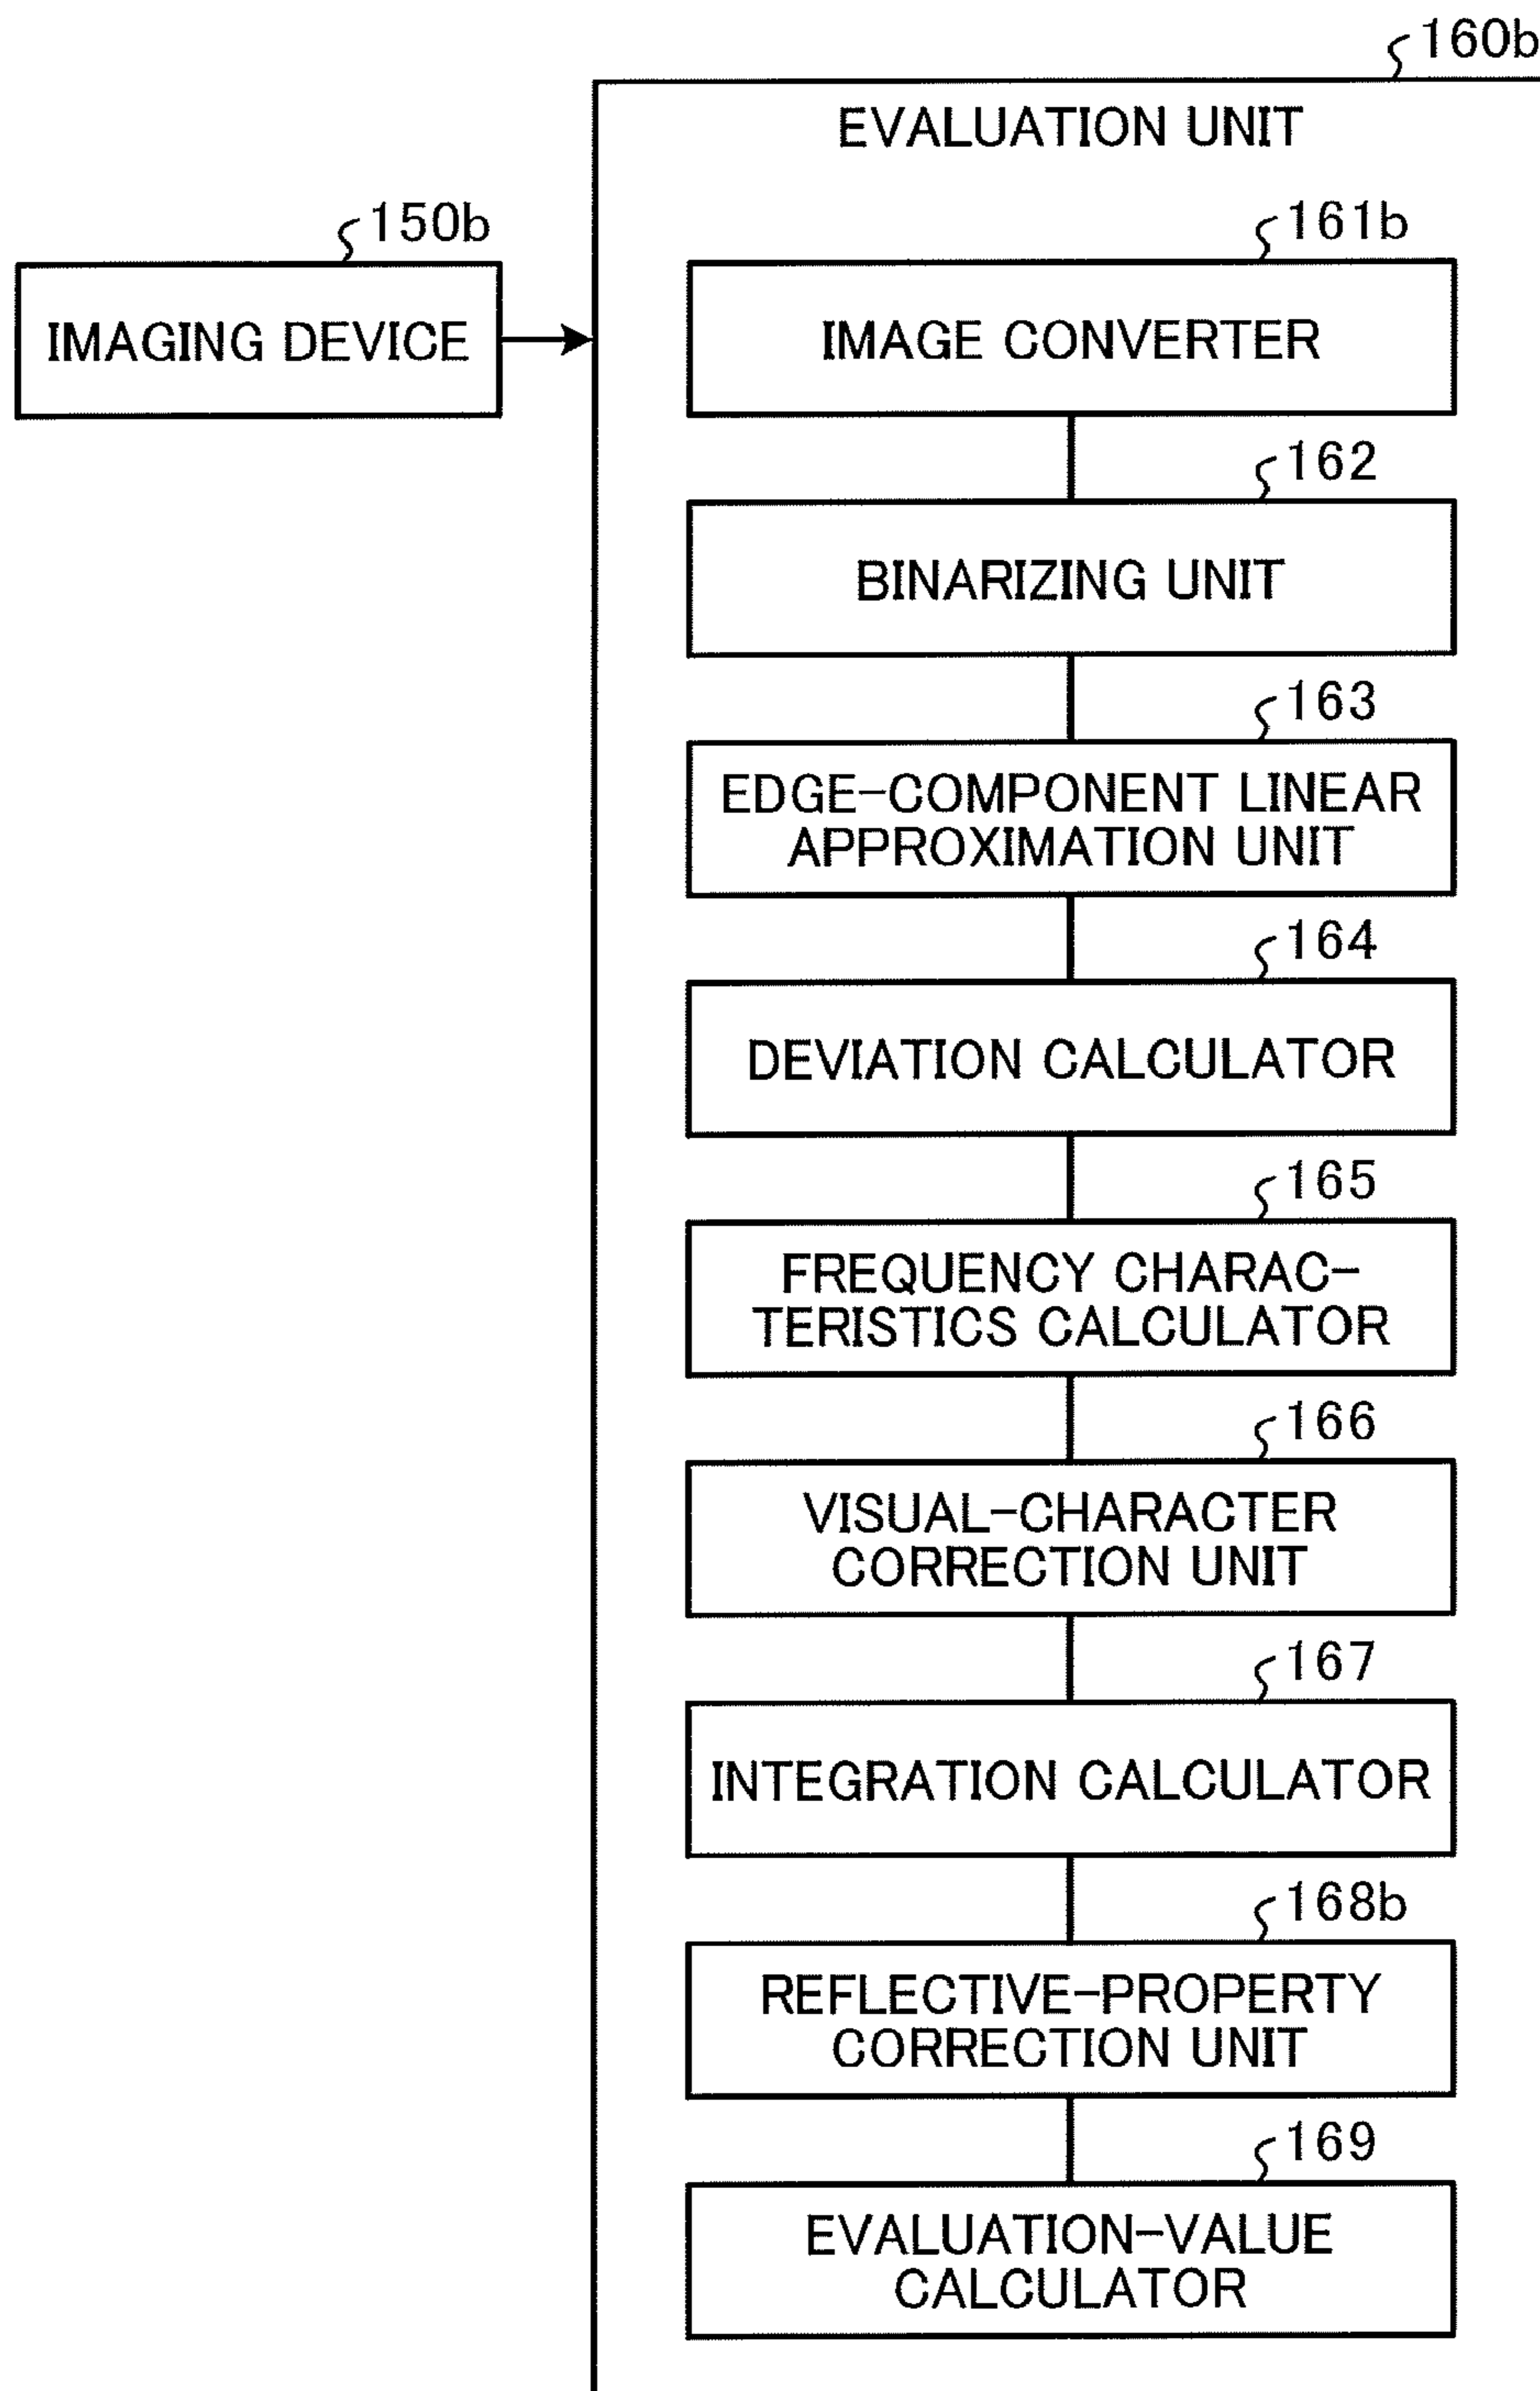 160b
EVALUATION UNIT
150b
IMAGING DEVICE
161b
IMAGE CONVERTER
162
BINARIZING UNIT
163
EDGE-COMPONENT LINEAR
APPROXIMATION UNIT
164
DEVIATION CALCULATOR
165
FREQUENCY CHARAC-
TERISTICS CALCULATOR
166
VISUAL-CHARACTER
CORRECTION UNIT
167
INTEGRATION CALCULATOR
168b
REFLECTIVE-PROPERTY
CORRECTION UNIT
169
EVALUATION-VALUE
CALCULATOR